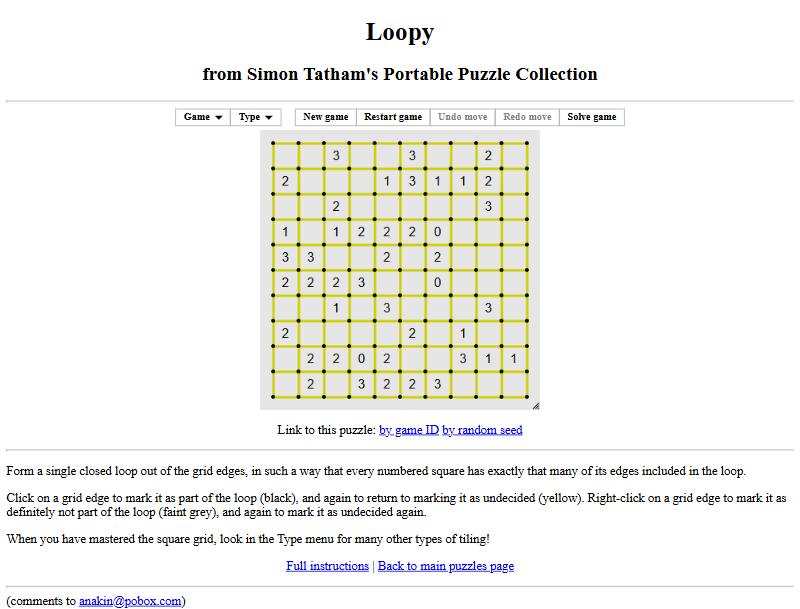 Loopy
from Simon Tatham's Portable Puzzle Collection
Game Type New game Restart game Undo move Redo move Solve game
3 3 2
2 1 3 1 1 2
2 3
1 1 2 2 2 0
3 3 2 2
2 2 2 3 0
1 3 3
2 2 1
2 2 0 2 3 1 1
2 3 2 2 3
Link to this puzzle: by game ID by random seed
Form a single closed loop out of the grid edges, in such a way that every numbered square has exactly that many of its edges included in the loop.
Click on a grid edge to mark it as part of the loop (black), and again to return to marking it as undecided (yellow). Right-click on a grid edge to mark it as
definitely not part of the loop (faint grey), and again to mark it as undecided again.
When you have mastered the square grid, look in the Type menu for many other types of tiling!
Full instructions | Back to main puzzles page
(comments to anakin@pobox.com)